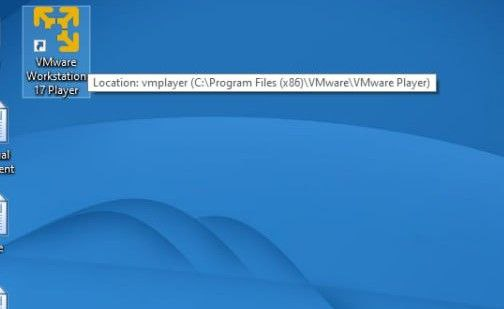 VMware
Workstation
17 Player
Location: vmplayer (C:\Program Files (x86)\VMware\VMware Player)
al
ent
e